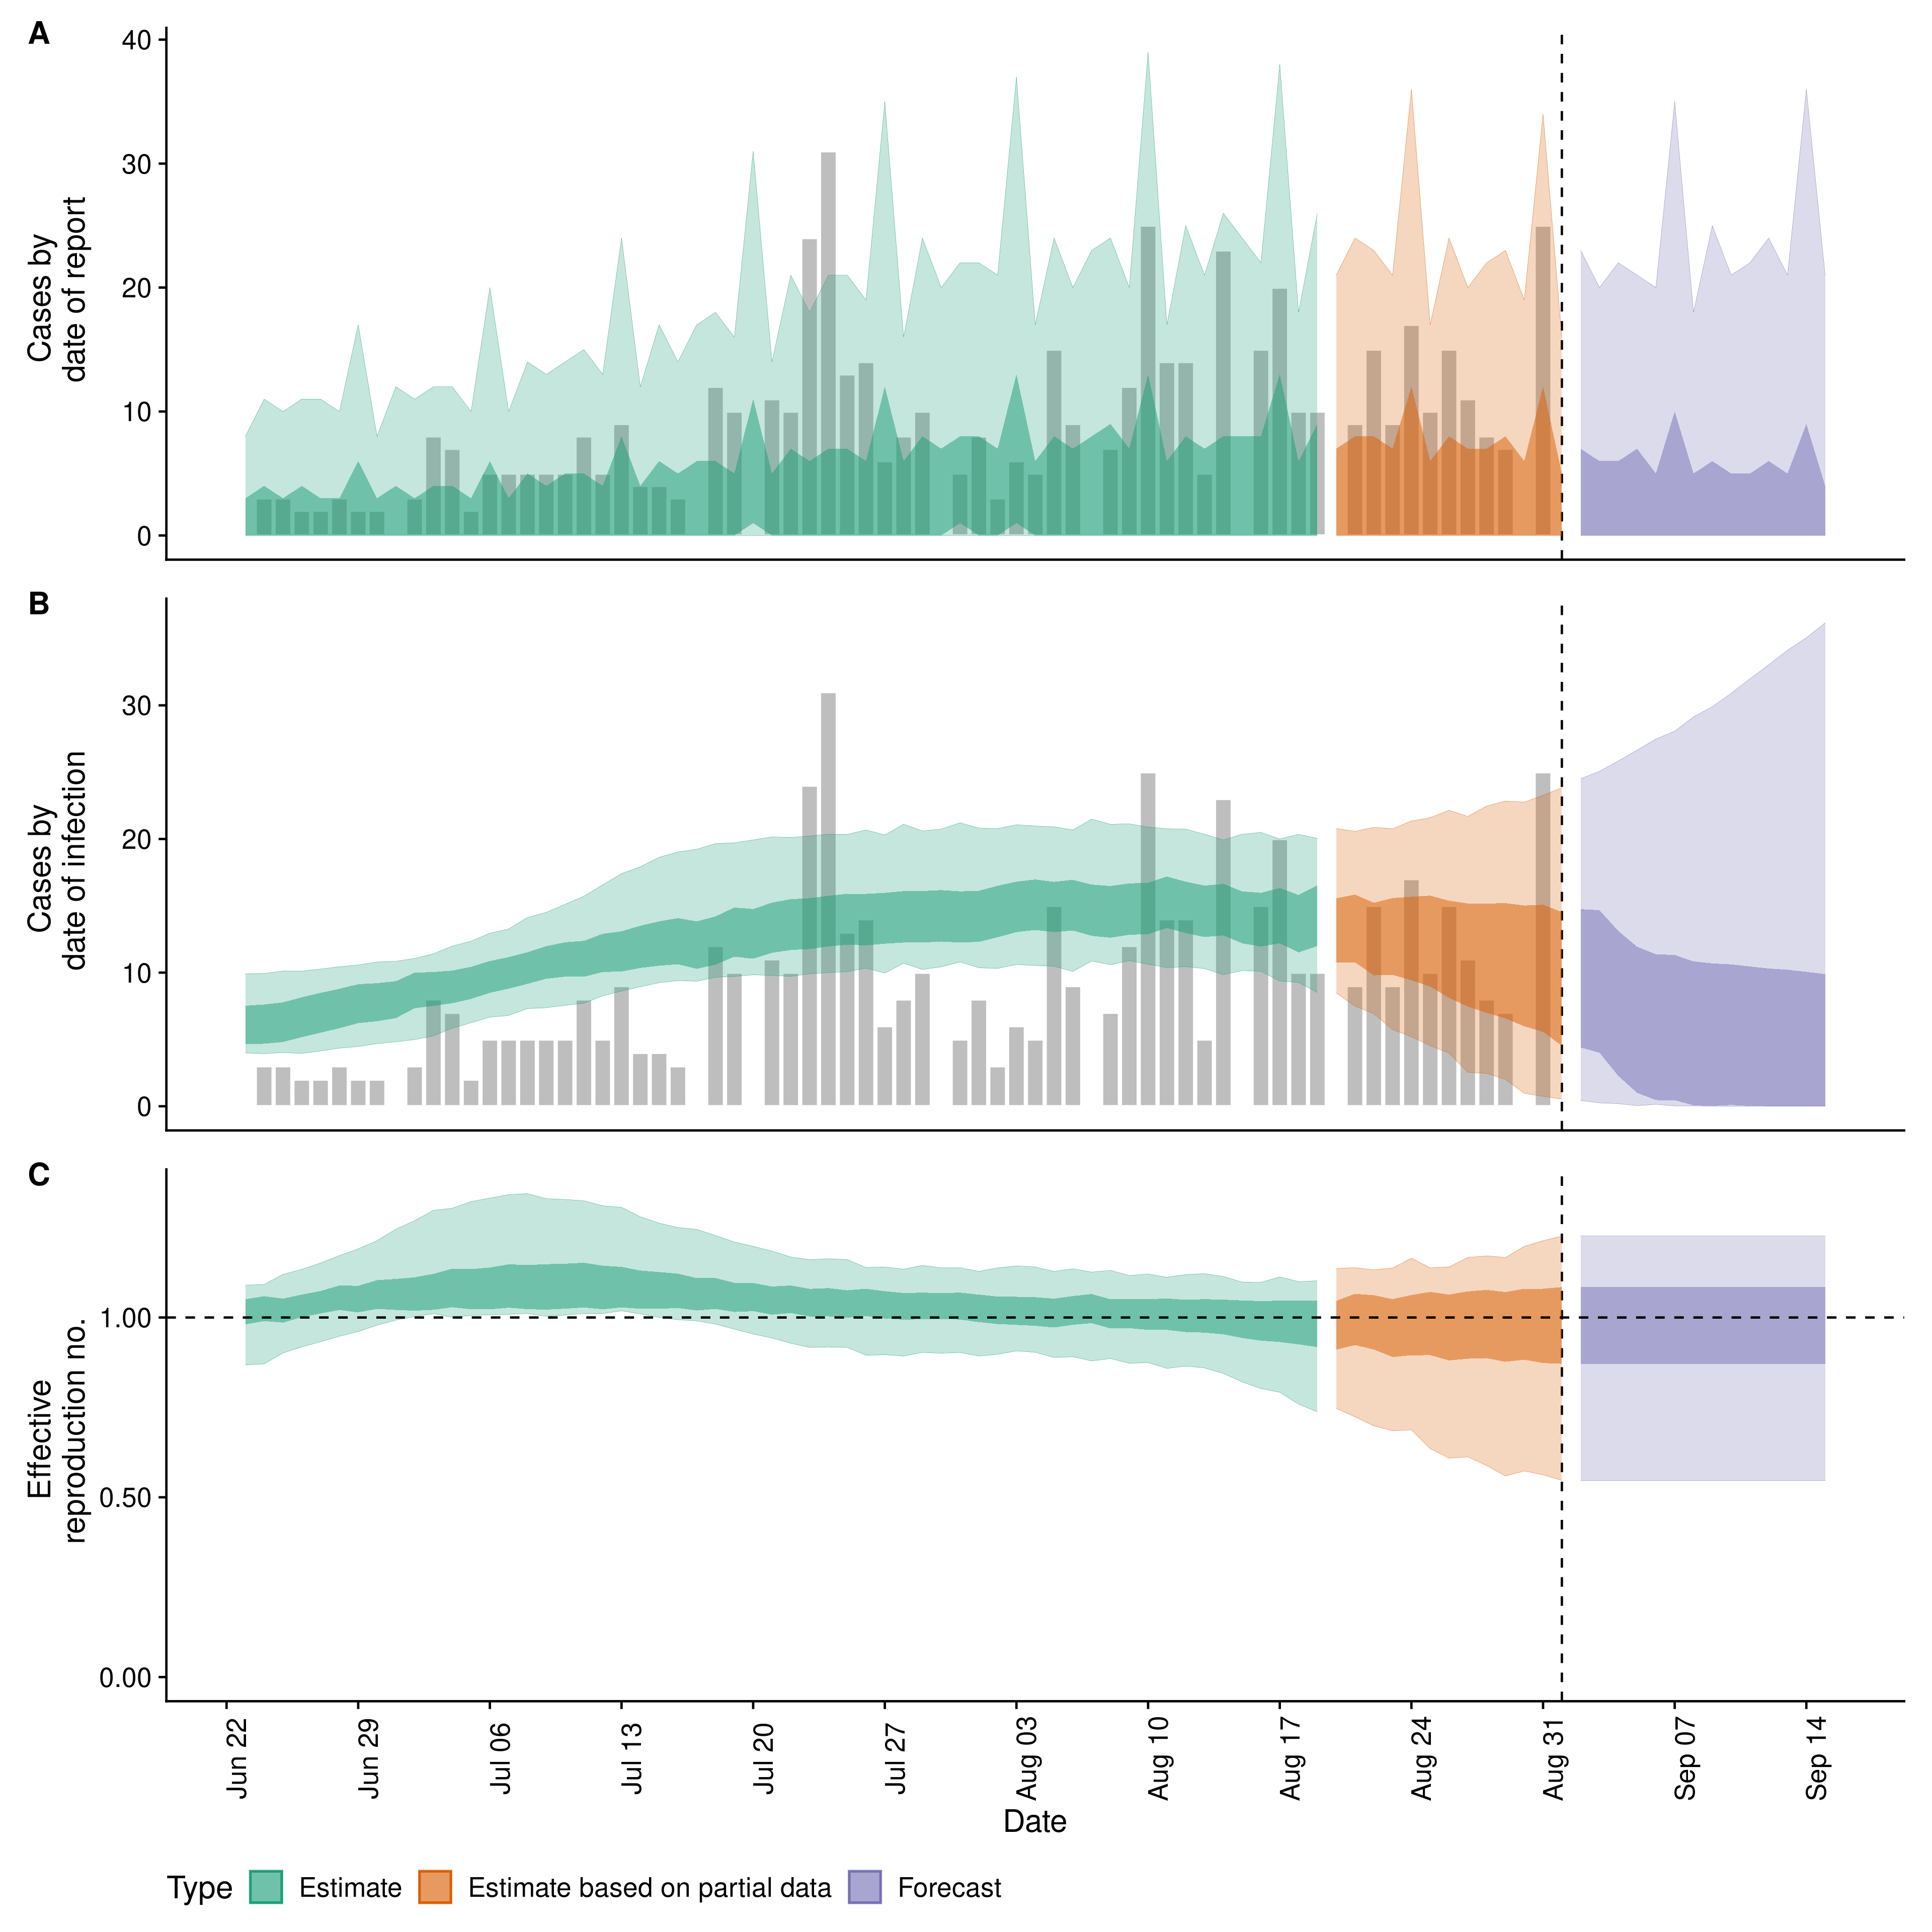 A
Cases by
date of report
40
30
20
10
0
B
Cases by
date of infection
30
20
10
0
C
Effective
reproduction no.
1.00
0.50
0.00
Jun 22
Jun 29
Jul 06
Jul 13
Jul 20
Jul 27
Aug 03
Aug 10
Aug 17
Aug 24
Aug 31
Sep 07
Sep 14
Date
Type Estimate Estimate based on partial data Forecast